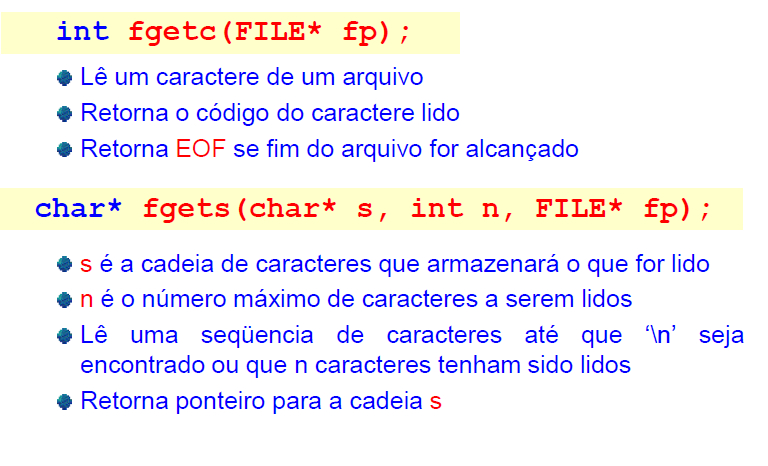 int fgetc(FILE* fp);
Lê um caractere de um arquivo
Retorna o código do caractere lido
Retorna EOF se fim do arquivo for alcançado
char* fgets(char* s, int n, FILE* fp);
s é a cadeia de caracteres que armazenará o que for lido
n é o número máximo de caracteres a serem lidos
Lê uma seqüencia de caracteres até que ‘\n’ seja
encontrado ou que n caracteres tenham sido lidos
Retorna ponteiro para a cadeia s